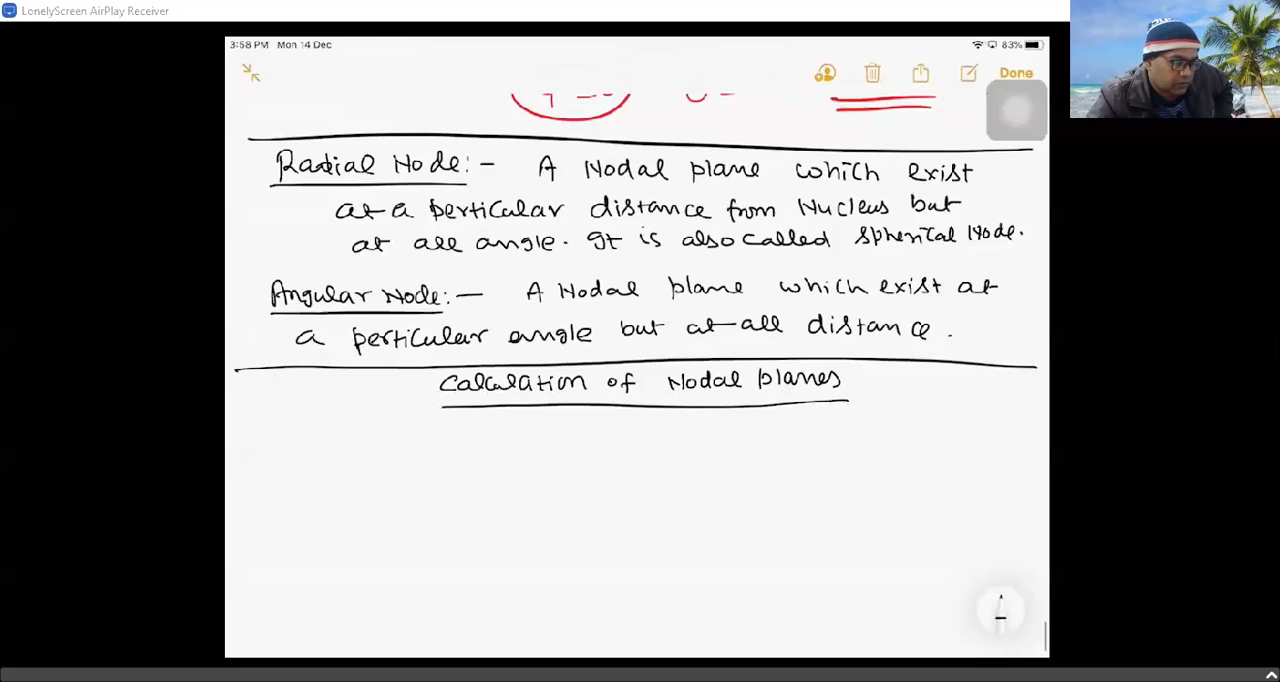 LonelyScreen AirPlay Receiver
3:58 PM Mon 14 Dec
83%
Done
Radial Node:- A Nodal plane which exist
at a perticular distance from Nucleus but
at all angle. It is also called spherical Node.
Angular Node:- A Nodal plane which exist at
a perticular angle but at all distance.
Calculation of Nodal planes